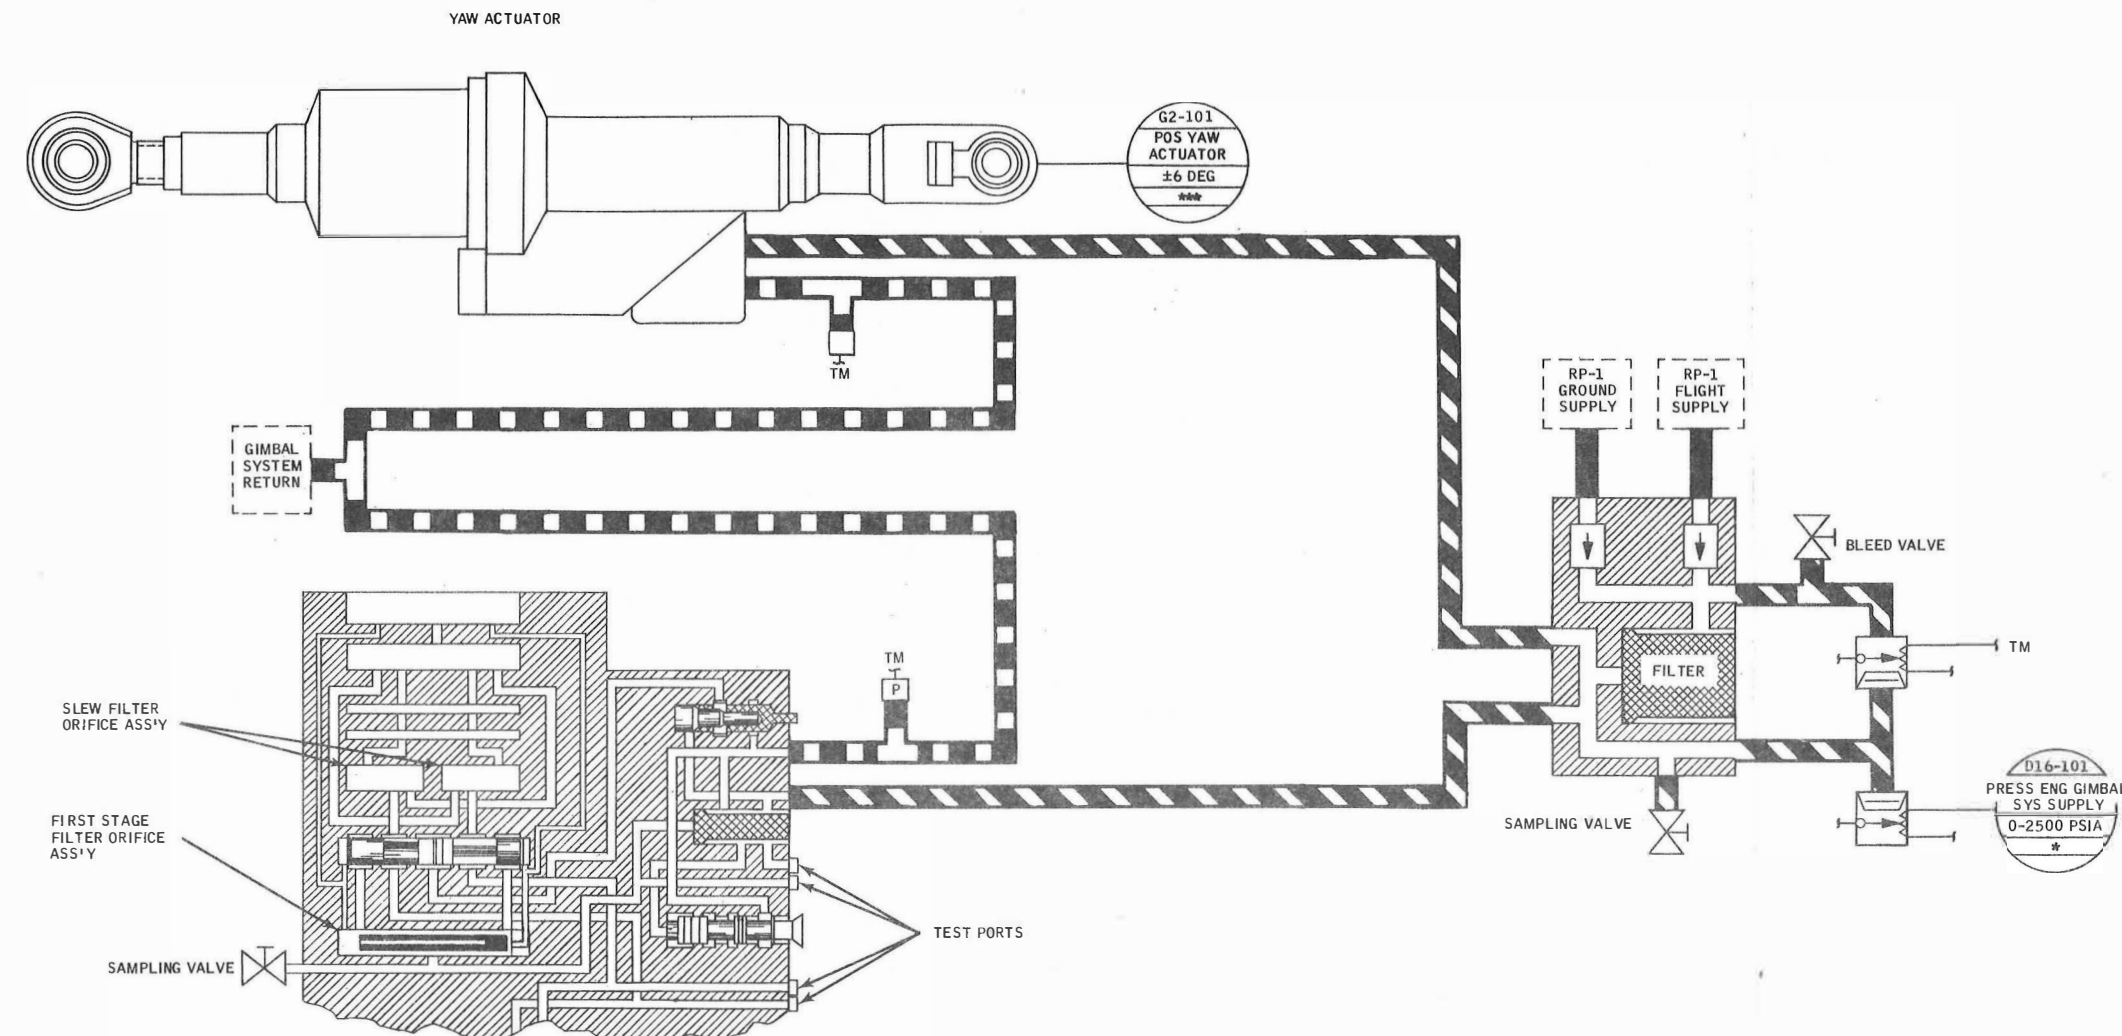 YAW ACTUATOR
G2-101
POS YAW
ACTUATOR
±6 DEG
***
TM
RP-1
GROUND
SUPPLY
RP-1
FLIGHT
SUPPLY
GIMBAL
SYSTEM
RETURN
BLEED VALVE
FILTER
TM
TM
P
SLEW FILTER
ORIFICE ASS'Y
D16-101
PRESS ENG GIMBAL
SYS SUPPLY
0-2500 PSIA
*
FIRST STAGE
FILTER ORIFICE
ASS'Y
SAMPLING VALVE
TEST PORTS
SAMPLING VALVE